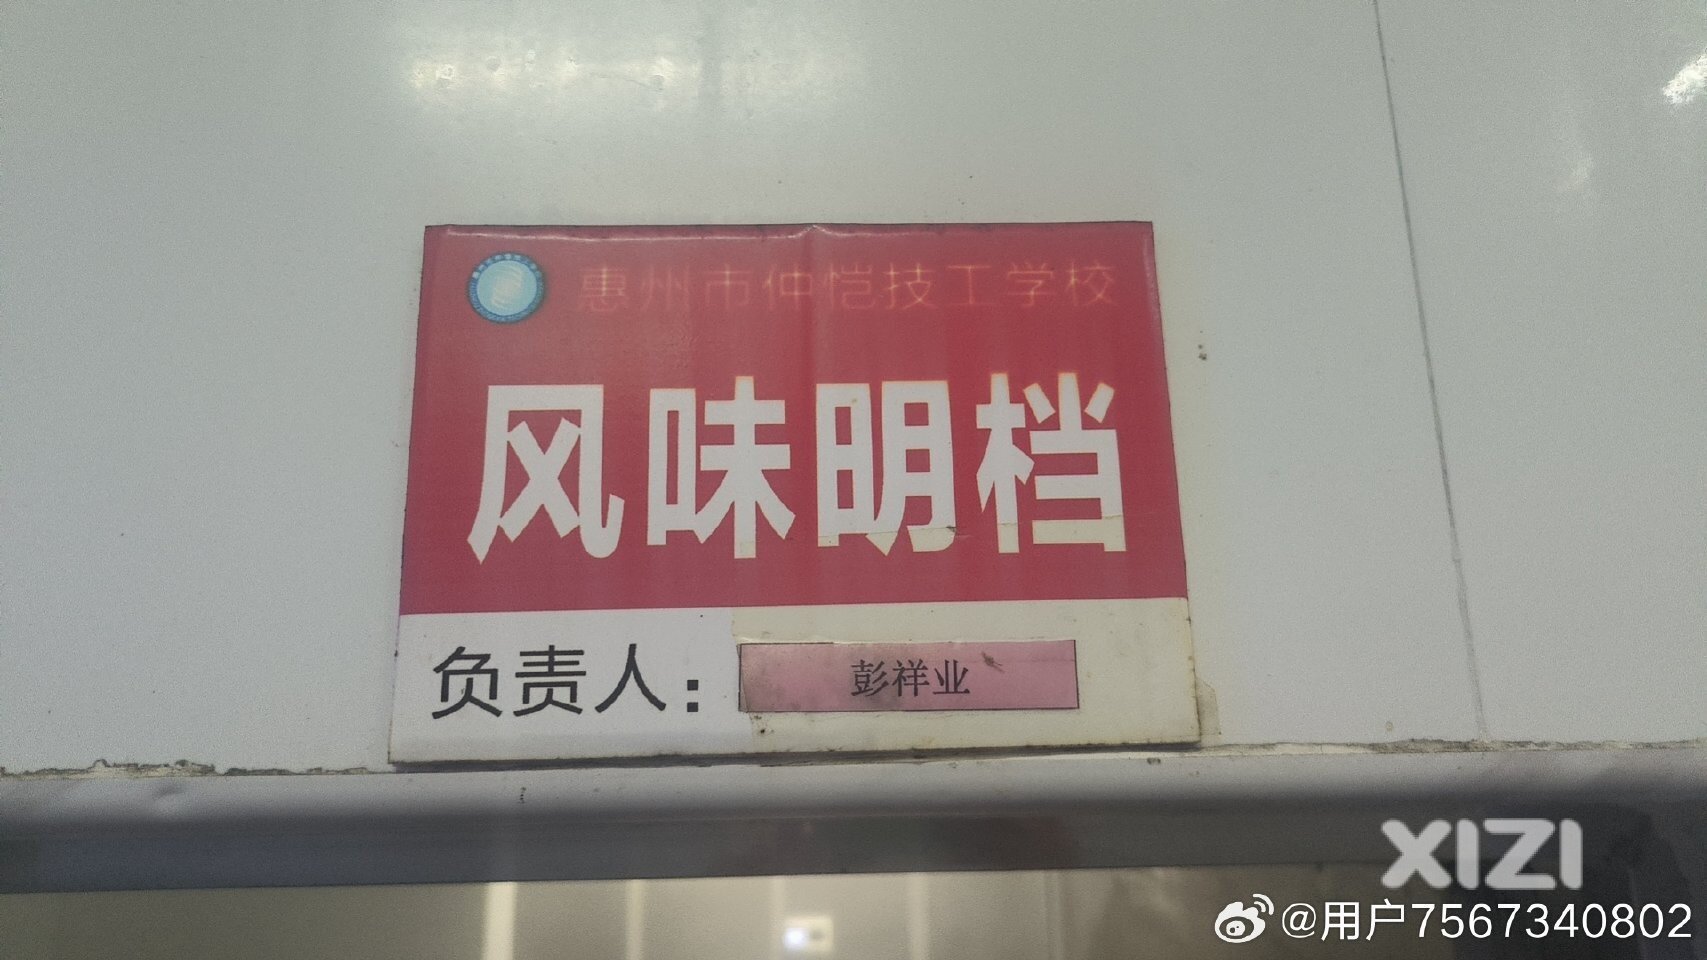 惠州市仲恺技工学校
风味明档
负责人：
彭祥业
XIZI
@用户7567340802